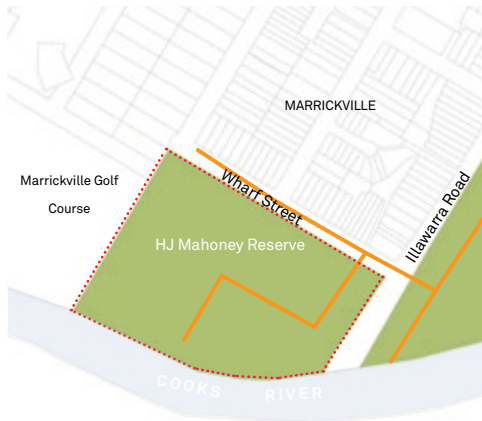 MARRICKVILLE
Marrickville Golf
Course
Wharf Street
Illawarra Road
HJ Mahoney Reserve
COOKS RIVER